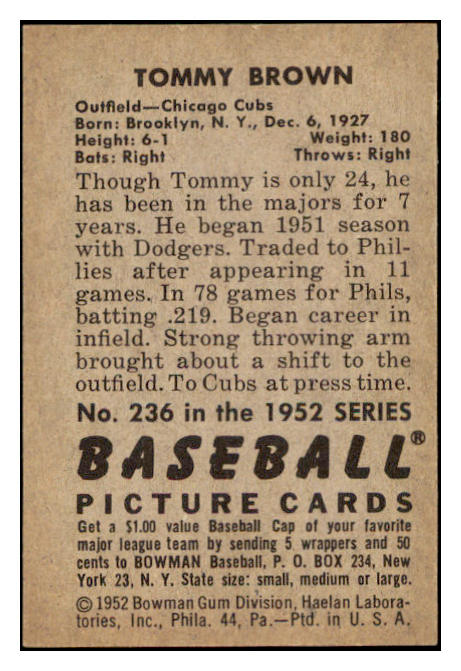 TOMMY BROWN
Outfield—Chicago Cubs
Born: Brooklyn, N. Y., Dec. 6, 1927
Height: 6-1 Weight: 180
Bats: Right Throws: Right
Though Tommy is only 24, he
has been in the majors for 7
years. He began 1951 season
with Dodgers. Traded to Phil-
lies after appearing in 11
games. In 78 games for Phils,
batting .219. Began career in
infield. Strong throwing arm
brought about a shift to the
outfield. To Cubs at press time.
No. 236 in the 1952 SERIES
BASEBALL®
PICTURE CARDS
Get a $1.00 value Baseball Cap of your favorite
major league team by sending 5 wrappers and 50
cents to BOWMAN Baseball, P. O. BOX 234, New
York 23, N. Y. State size: small, medium or large.
©1952 Bowman Gum Division, Haelan Labora-
tories, Inc., Phila. 44, Pa.—Ptd. in U. S. A.